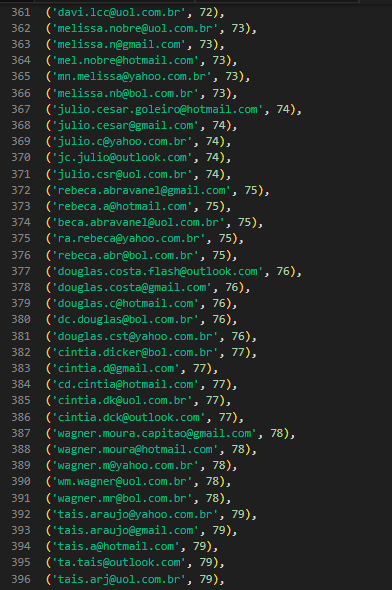 361 ('davi.lcc@uol.com.br', 72),
362 ('melissa.nobre@uol.com.br', 73),
363 ('melissa.n@gmail.com', 73),
364 ('mel.nobre@hotmail.com', 73),
365 ('mn.melissa@yahoo.com.br', 73),
366 ('melissa.nb@bol.com.br', 73),
367 ('julio.cesar.goleiro@hotmail.com', 74),
368 ('julio.cesar@gmail.com', 74),
369 ('julio.c@yahoo.com.br', 74),
370 ('jc.julio@outlook.com', 74),
371 ('julio.csr@uol.com.br', 74),
372 ('rebeca.abravanel@gmail.com', 75),
373 ('rebeca.a@hotmail.com', 75),
374 ('beca.abravanel@uol.com.br', 75),
375 ('ra.rebeca@yahoo.com.br', 75),
376 ('rebeca.abr@bol.com.br', 75),
377 ('douglas.costa.flash@outlook.com', 76),
378 ('douglas.costa@gmail.com', 76),
379 ('douglas.c@hotmail.com', 76),
380 ('dc.douglas@bol.com.br', 76),
381 ('douglas.cst@yahoo.com.br', 76),
382 ('cintia.dicker@bol.com.br', 77),
383 ('cintia.d@gmail.com', 77),
384 ('cd.cintia@hotmail.com', 77),
385 ('cintia.dk@uol.com.br', 77),
386 ('cintia.dck@outlook.com', 77),
387 ('wagner.moura.capitao@gmail.com', 78),
388 ('wagner.moura@hotmail.com', 78),
389 ('wagner.m@yahoo.com.br', 78),
390 ('wm.wagner@uol.com.br', 78),
391 ('wagner.mr@bol.com.br', 78),
392 ('tais.araujo@yahoo.com.br', 79),
393 ('tais.araujo@gmail.com', 79),
394 ('tais.a@hotmail.com', 79),
395 ('ta.tais@outlook.com', 79),
396 ('tais.arj@uol.com.br', 79),